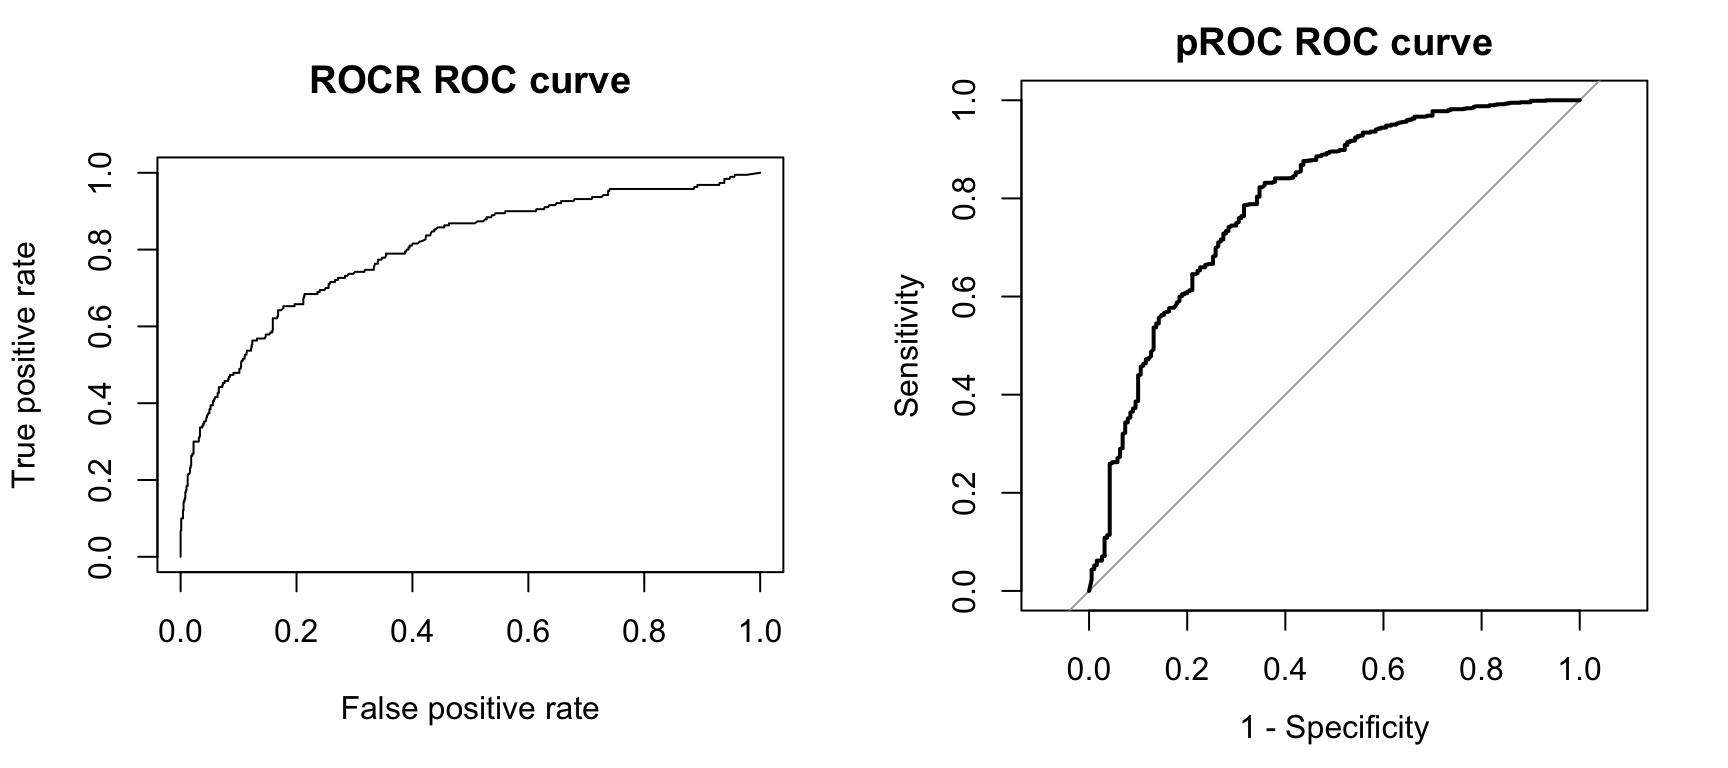 ROCR ROC curve
True positive rate
1.0
0.8
0.6
0.4
0.2
0.0
0.0 0.2 0.4 0.6 0.8 1.0
False positive rate
pROC ROC curve
Sensitivity
1.0
0.8
0.6
0.4
0.2
0.0
0.0 0.2 0.4 0.6 0.8 1.0
1 - Specificity